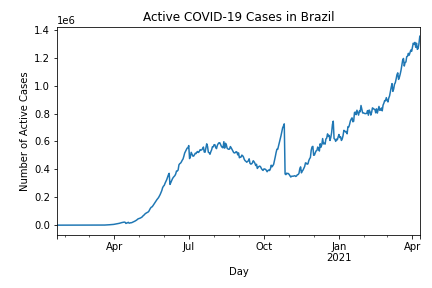 Active COVID-19 Cases in Brazil
1e6
1.4
1.2
1.0
0.8
0.6
0.4
0.2
0.0
Number of Active Cases
Apr
Jul
Oct
Jan
2021
Apr
Day